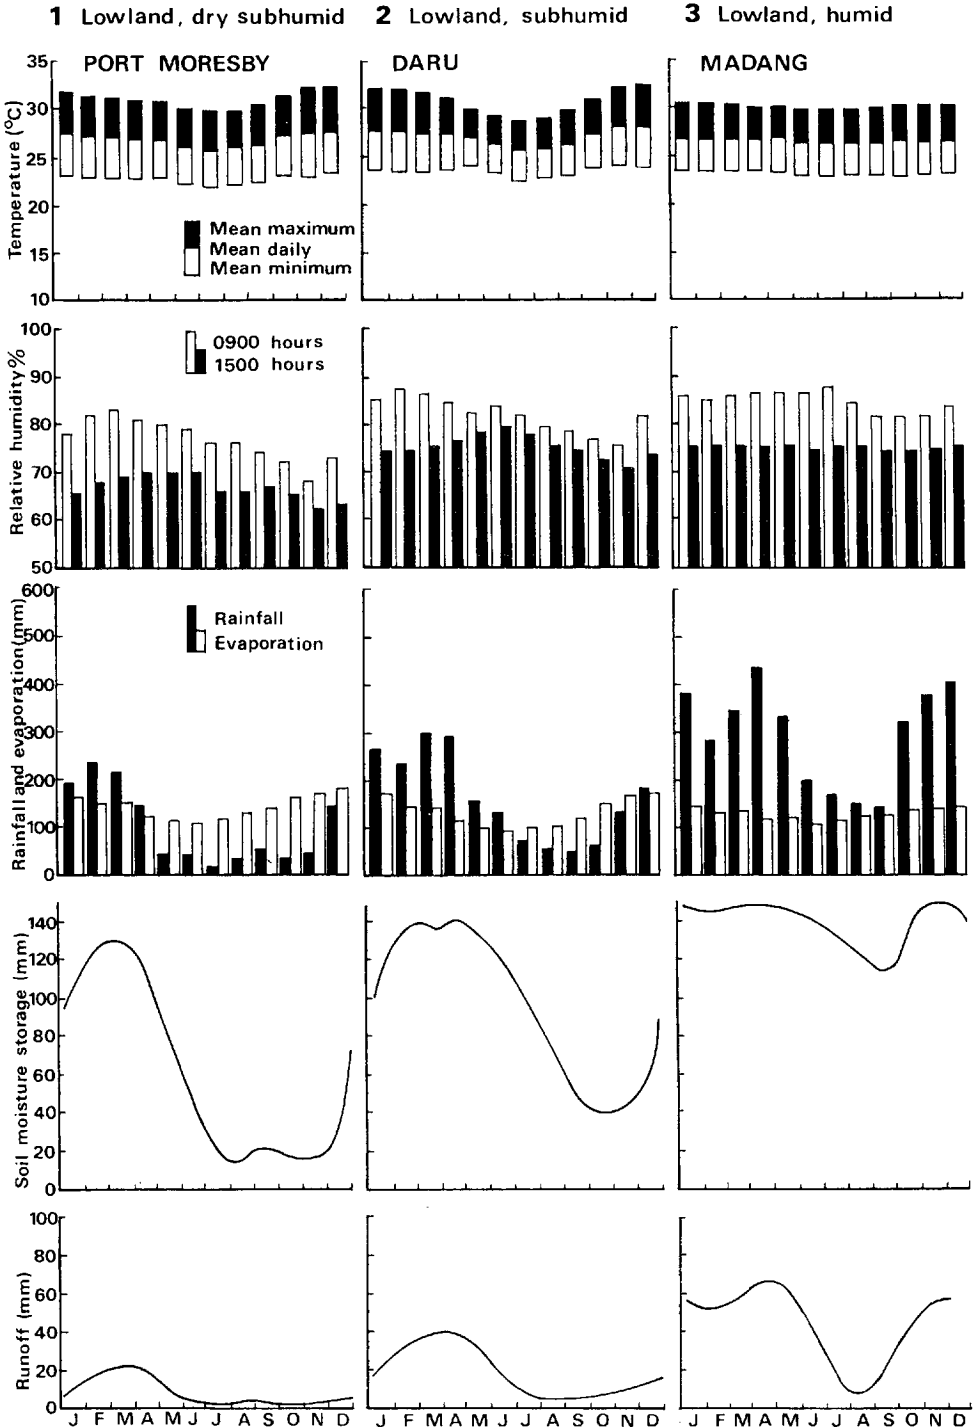 1 Lowland, dry subhumid
2 Lowland, subhumid
3 Lowland, humid
PORT MORESBY
DARU
MADANG
Temperature (°C)
35
30
25
20
15
10
Mean maximum
Mean daily
Mean minimum
Relative humidity%
100
90
80
70
60
50
0900 hours
1500 hours
Rainfall and evaporation(mm)
600
500
400
300
200
100
0
Rainfall
Evaporation
Soil moisture storage (mm)
140
120
100
80
60
40
20
0
Runoff (mm)
100
80
60
40
20
0
J F M A M J J A S O N D
J F M A M J J A S O N D
J F M A M J J A S O N D